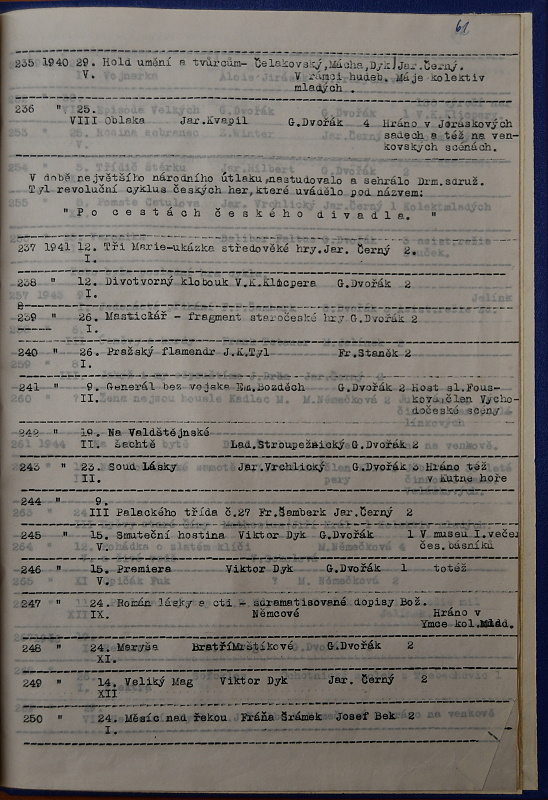 61
235 1940 29. Hold umění a tvůrcům- Čelakovský,Mácha,Dyk/Jar.Černý.
V. V rámci hudeb. Máje kolektiv
mladých .
236 " 25.
VIII Oblaka Jar.Kvapil G.Dvořák 4 Hráno v Jeráskových
sadech a též na ven-
kovských scénách.
V době největšího národního útlaku,nastudovalo a sehrálo Drm.sdruž.
Tyl revoluční cyklus českých her,které uvádělo pod název:
" P o cestách č e s k é h o d i v a d l a. "
237 1941 12. Tři Marie-ukázka středověké hry.Jar. Černý 2.
I.
238 " 12. Divotvorný klobouk V.K.Klicpera G.Dvořák 2
I.
239 " 26. Mastičkář - fragment staročeské hry G.Dvořák 2
I.
240 " 26. Pražský flamendr J.K.Tyl Fr.Staněk 2
I.
241 " 9. Generál bez vojska Em.Bozděch G.Dvořák 2 Host sl.Fous-
II. ková,člen Výcho-
dočeské scény
242 " 19. Na Valdštejnské
II. Šachtě Lad.Stroupežnický G.Dvořák 2
243 " 23. Soud lásky Jar.Vrchlický G.Dvořák 3 Hráno též
II. v Kutné hoře
244 " 9.
III Palackého třída č.27 Fr.Šamberk Jar.Černý 2
245 " 15. Smuteční hostina Viktor Dyk G.Dvořák 1 V museu I.večer
V. čes.básníků
246 " 15. Premiera Viktor Dyk G.Dvořák 1 totéž
V.
247 " 24. Román lásky a cti - zdramatisované dopisy Bož.
IX. Němcové Hráno v
Ymce kol.Mldd.
248 " 24. Maryša BratříMrštíkové G.Dvořák 2
XI.
249 " 14. Veliký Mag Viktor Dyk Jar. Černý 2
XII
250 " 24. Měsíc nad řekou Fráňa Šrámek Josef Bek 2
I.